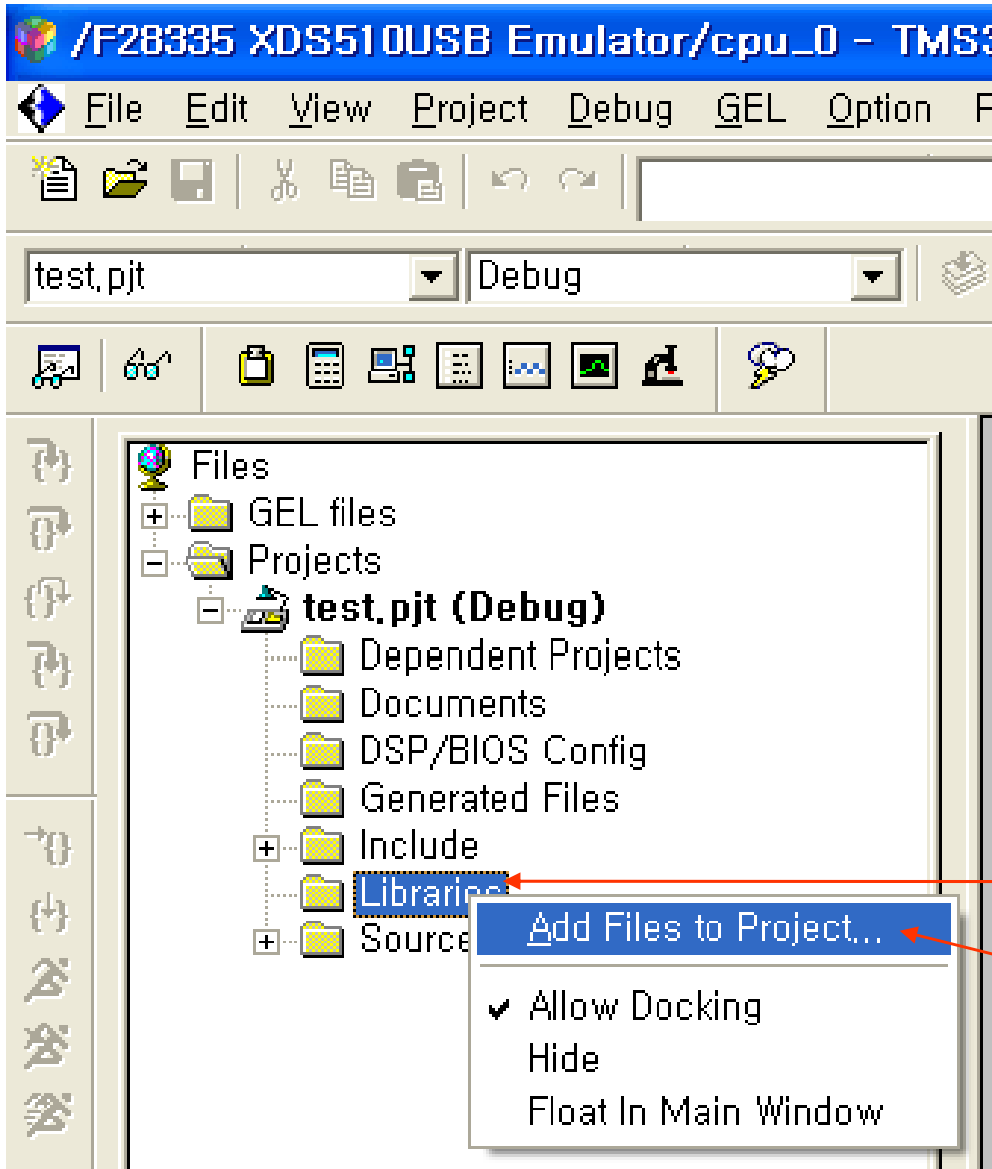 /F28335 XDS510USB Emulator/cpu_0 - TMS3
File Edit View Project Debug GEL Option
test.pjt Debug
Files
GEL files
Projects
test.pjt (Debug)
Dependent Projects
Documents
DSP/BIOS Config
Generated Files
Include
Libraries
Source
Add Files to Project...
Allow Docking
Hide
Float In Main Window